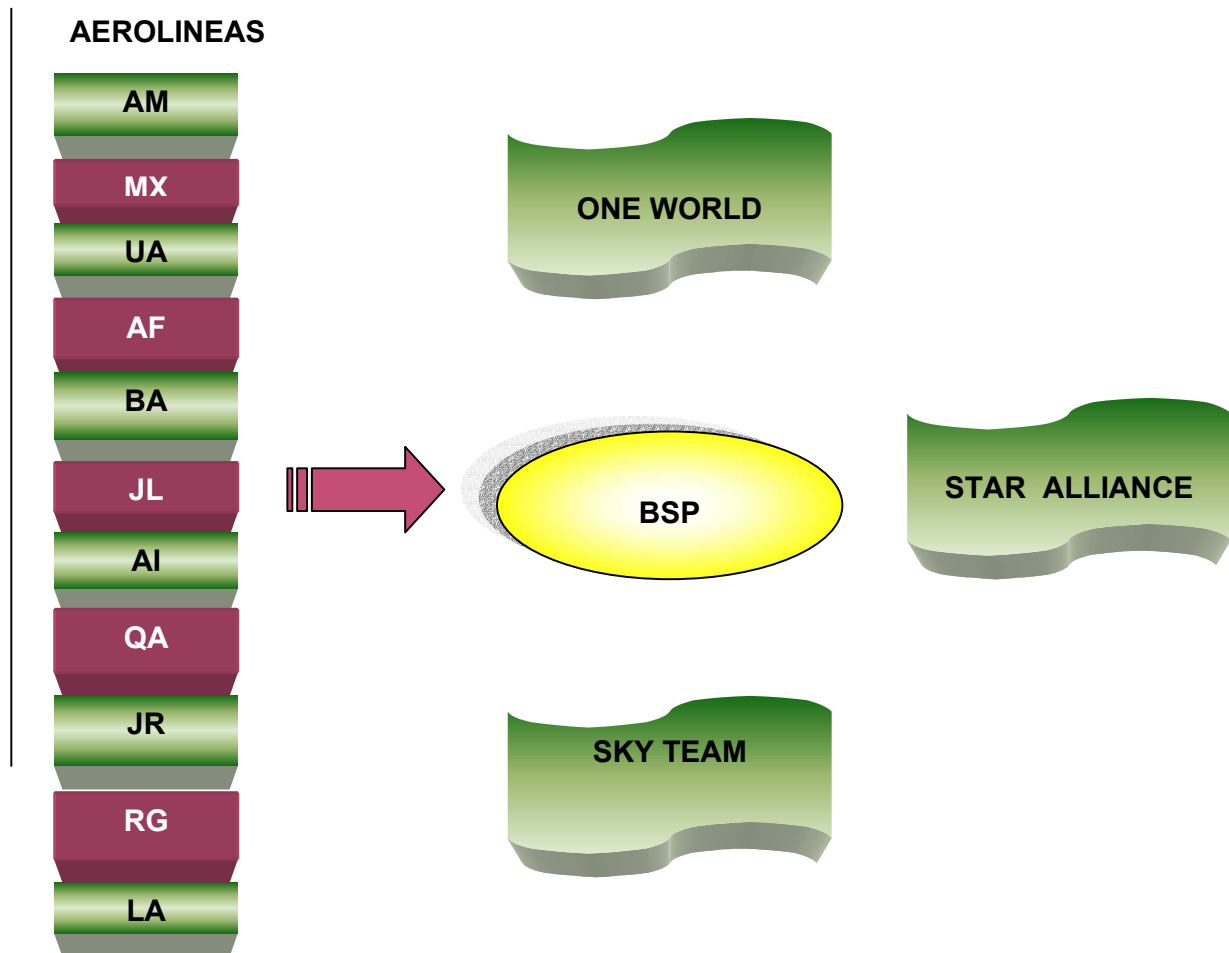 AEROLINEAS
AM
MX
UA
AF
BA
JL
AI
QA
JR
RG
LA
ONE WORLD
BSP
STAR ALLIANCE
SKY TEAM